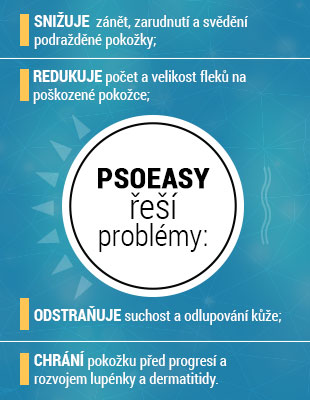 SNIŽUJE zánět, zarudnutí a svědění
podrážděné pokožky;
REDUKUJE počet a velikost fleků na
poškozené pokožce;
PSOEASY
řeší
problémy:
ODSTRAŇUJE suchost a odlupování kůže;
CHRÁNÍ pokožku před progresí a
rozvojem lupénky a dermatitidy.